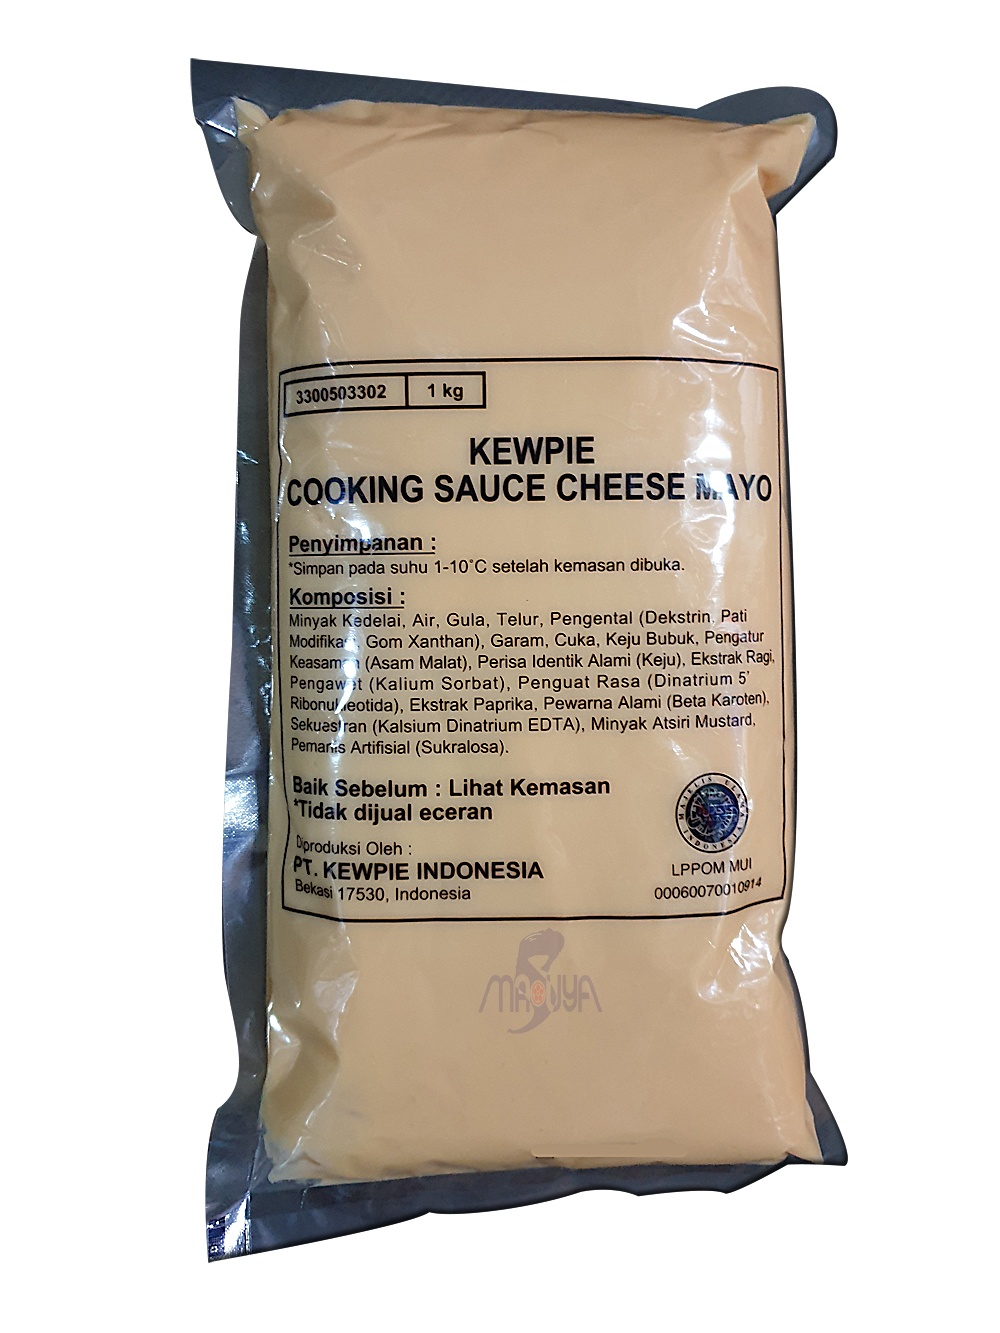 3300503302 1 kg
KEWPIE
COOKING SAUCE CHEESE MAYO
Penyimpanan :
*Simpan pada suhu 1-10°C setelah kemasan dibuka.
Komposisi :
Minyak Kedelai, Air, Gula, Telur, Pengental (Dekstrin, Pati
Modifikasi, Gom Xanthan), Garam, Cuka, Keju Bubuk, Pengatur
Keasaman (Asam Malat), Perisa Identik Alami (Keju), Ekstrak Ragi,
Pengawet (Kalium Sorbat), Penguat Rasa (Dinatrium 5'
Ribonukleotida), Ekstrak Paprika, Pewarna Alami (Beta Karoten),
Sekuestran (Kalsium Dinatrium EDTA), Minyak Atsiri Mustard,
Pemanis Artifisial (Sukralosa).
Baik Sebelum : Lihat Kemasan
*Tidak dijual eceran
MAJELIS ULAMA INDONESIA
Diproduksi Oleh :
PT. KEWPIE INDONESIA
Bekasi 17530, Indonesia
LPPOM MUI
00060070010914
MASUYA